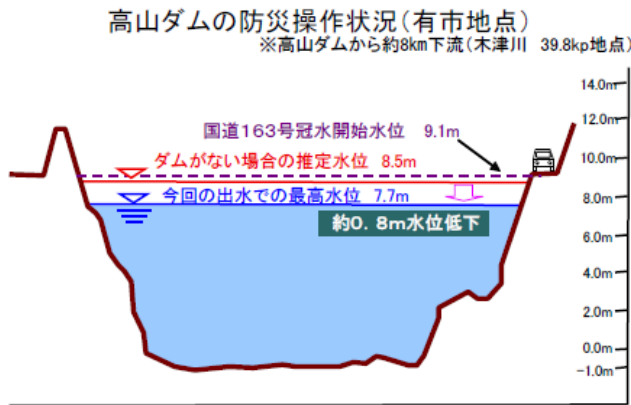 高山ダムの防災操作状況(有市地点)
※高山ダムから約8km下流(木津川 39.8kp地点)
14.0m
国道163号冠水開始水位 9.1m
12.0m
ダムがない場合の推定水位 8.5m
10.0m
今回の出水での最高水位 7.7m
8.0m
約0.8m水位低下
6.0m
4.0m
2.0m
0.0m
-1.0m